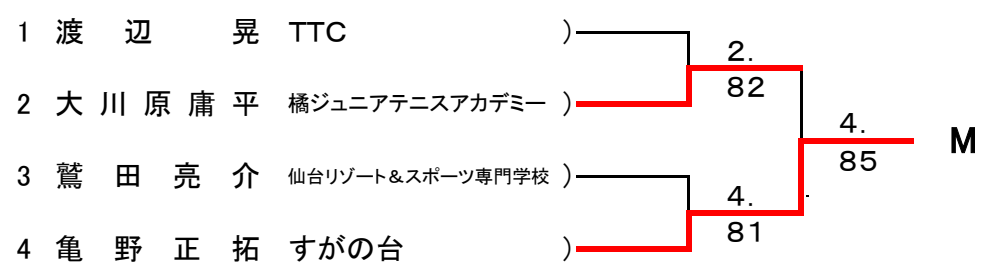 1 渡辺 晃 TTC )
2.
82
2 大川原庸平 橘ジュニアテニスアカデミー )
4.
85
M
3 鷲田亮介 仙台リゾート&スポーツ専門学校 )
4.
81
4 亀野正拓 すがの台 )